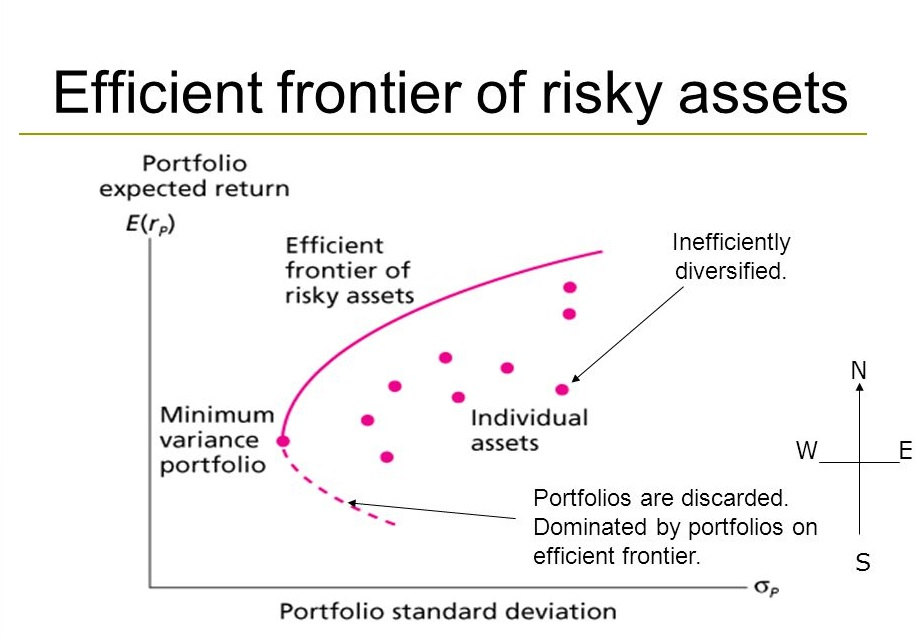 Efficient frontier of risky assets
Portfolio
expected return
E(rₚ)
Efficient
frontier of
risky assets
Inefficiently
diversified.
N
W
E
S
Minimum
variance
portfolio
Individual
assets
Portfolios are discarded.
Dominated by portfolios on
efficient frontier.
σₚ
Portfolio standard deviation